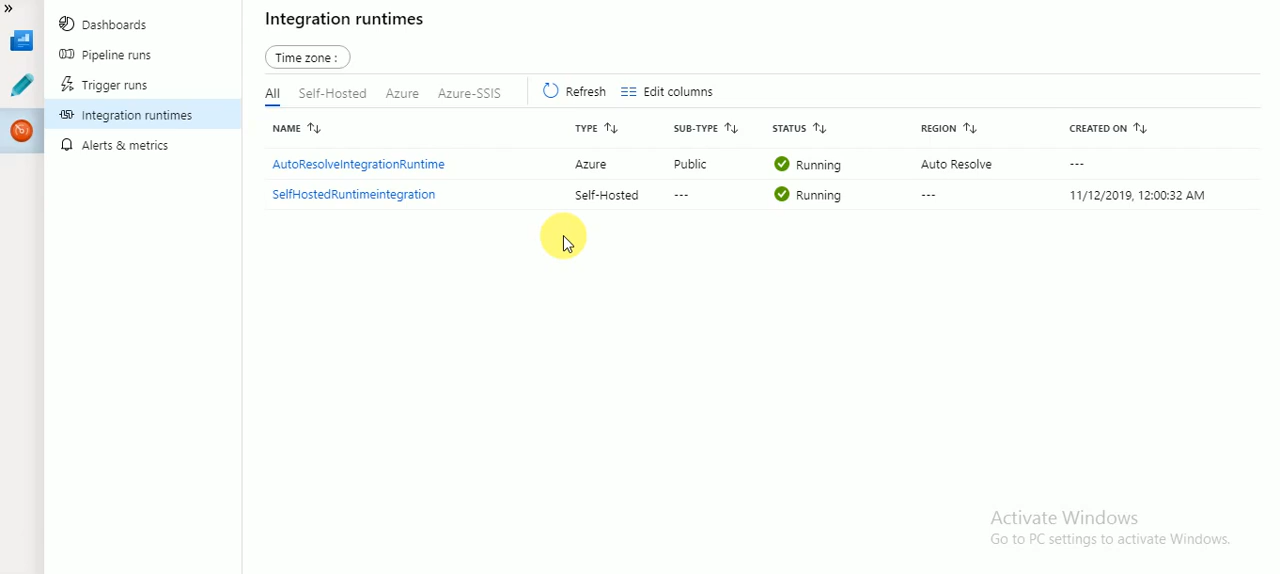 »
Dashboards
Pipeline runs
Trigger runs
Integration runtimes
Alerts & metrics
Integration runtimes
Time zone :
All Self-Hosted Azure Azure-SSIS Refresh Edit columns
NAME TYPE SUB-TYPE STATUS REGION CREATED ON
AutoResolveIntegrationRuntime Azure Public Running Auto Resolve ---
SelfHostedRuntimeintegration Self-Hosted --- Running --- 11/12/2019, 12:00:32 AM
Activate Windows
Go to PC settings to activate Windows.